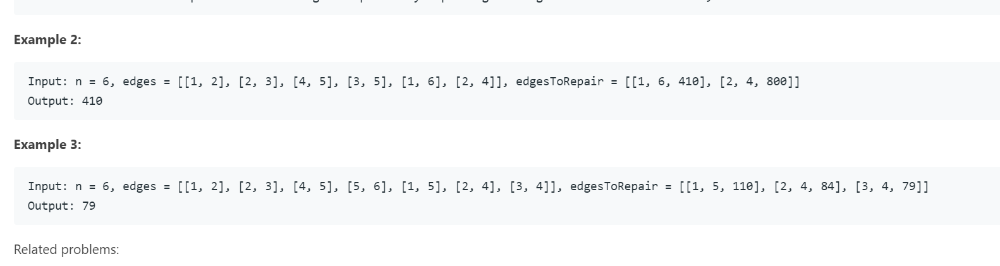 Example 2:
Input: n = 6, edges = [[1, 2], [2, 3], [4, 5], [3, 5], [1, 6], [2, 4]], edgesToRepair = [[1, 6, 410], [2, 4, 800]]
Output: 410
Example 3:
Input: n = 6, edges = [[1, 2], [2, 3], [4, 5], [5, 6], [1, 5], [2, 4], [3, 4]], edgesToRepair = [[1, 5, 110], [2, 4, 84], [3, 4, 79]]
Output: 79
Related problems: